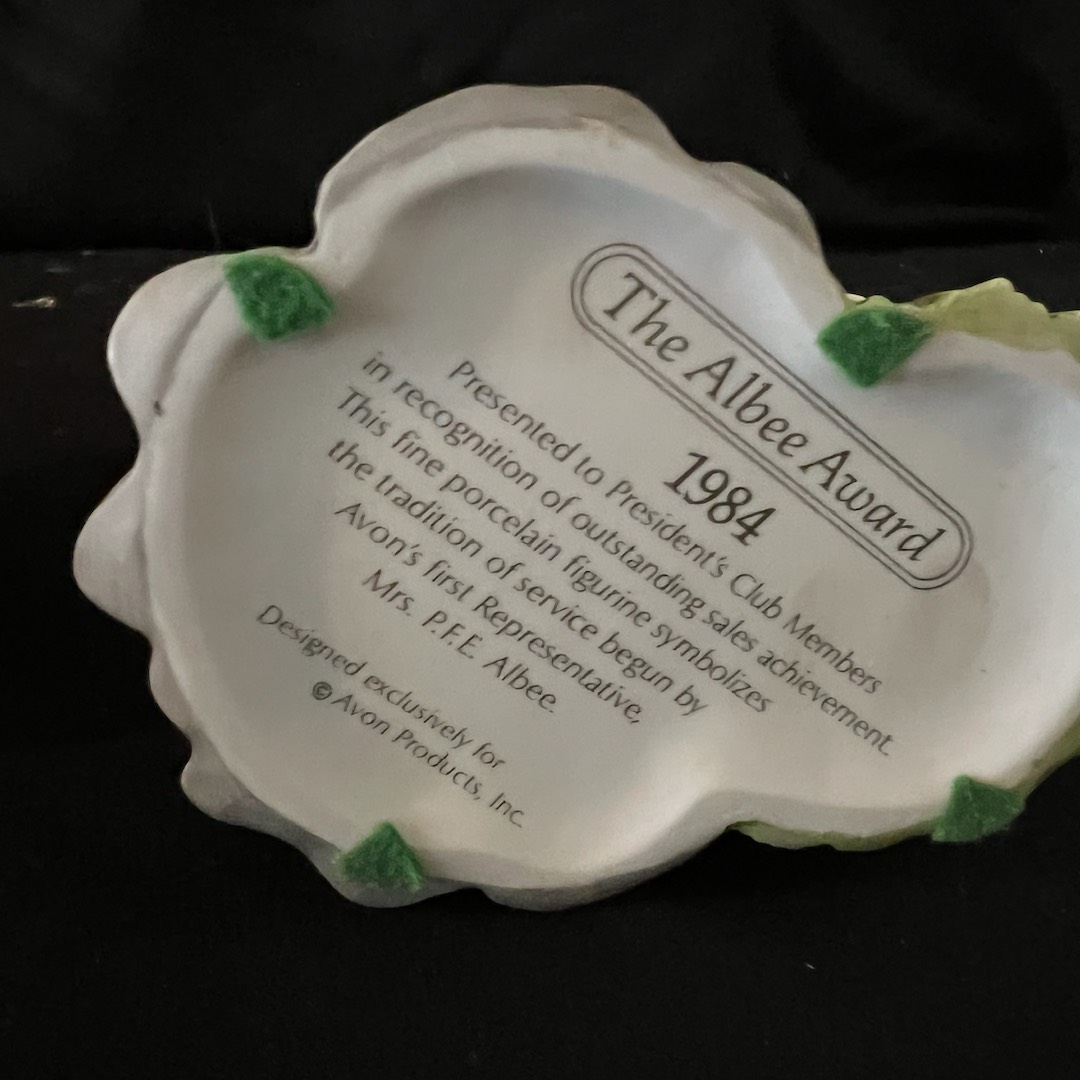 The Albee Award
1984
Presented to President's Club Members
in recognition of outstanding sales achievement.
This fine porcelain figurine symbolizes
the tradition of service begun by
Avon's first Representative,
Mrs. P.F.E. Albee.
Designed exclusively for
© Avon Products, Inc.